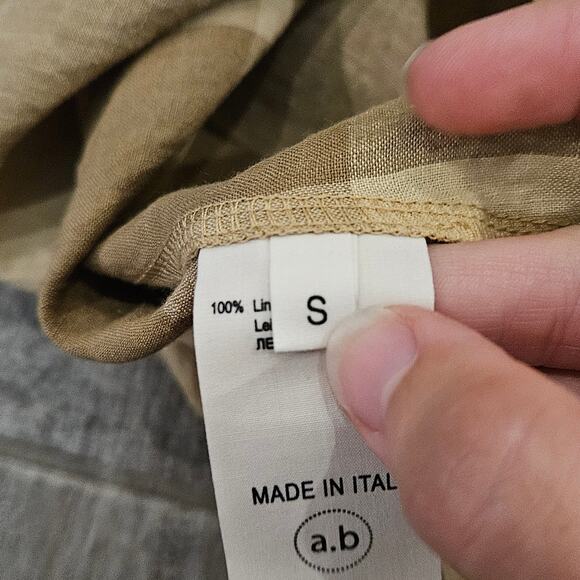 100% Lin
S
Lei
ЛЕ
MADE IN ITAL
a.b